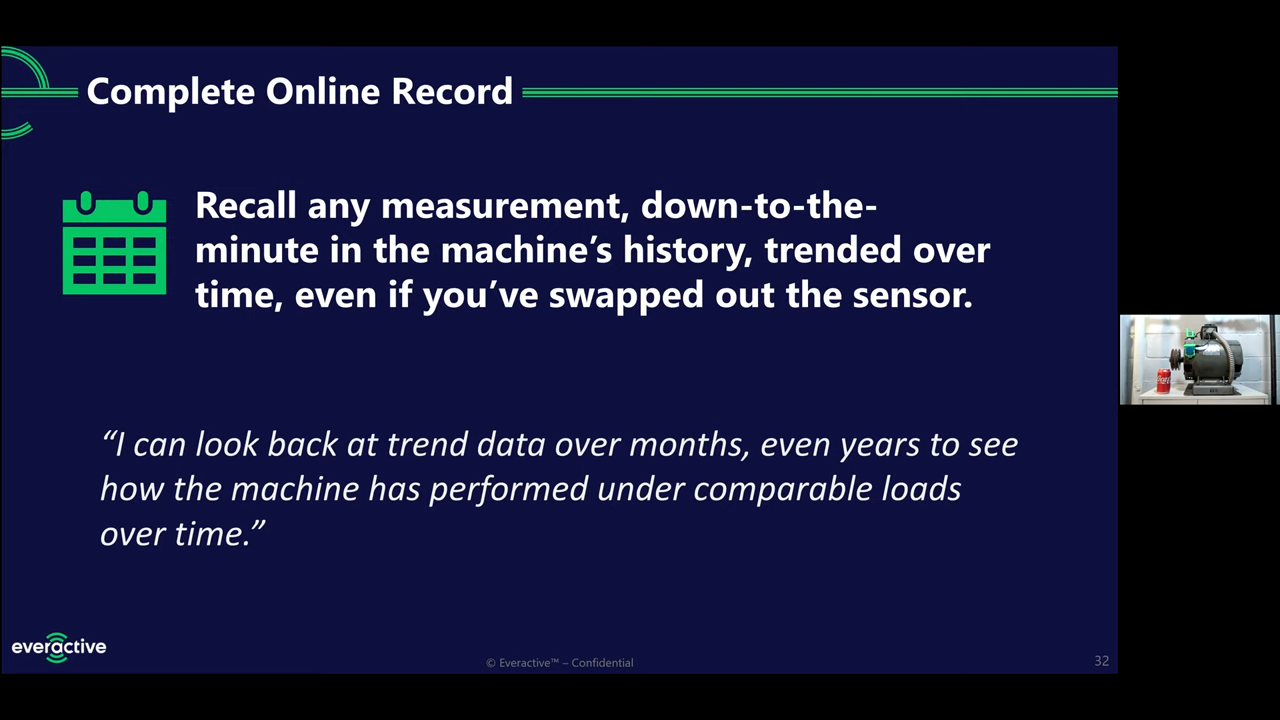 Complete Online Record
Recall any measurement, down-to-the-
minute in the machine’s history, trended over
time, even if you’ve swapped out the sensor.
“I can look back at trend data over months, even years to see
how the machine has performed under comparable loads
over time.”
everactive
© Everactive™ – Confidential
32